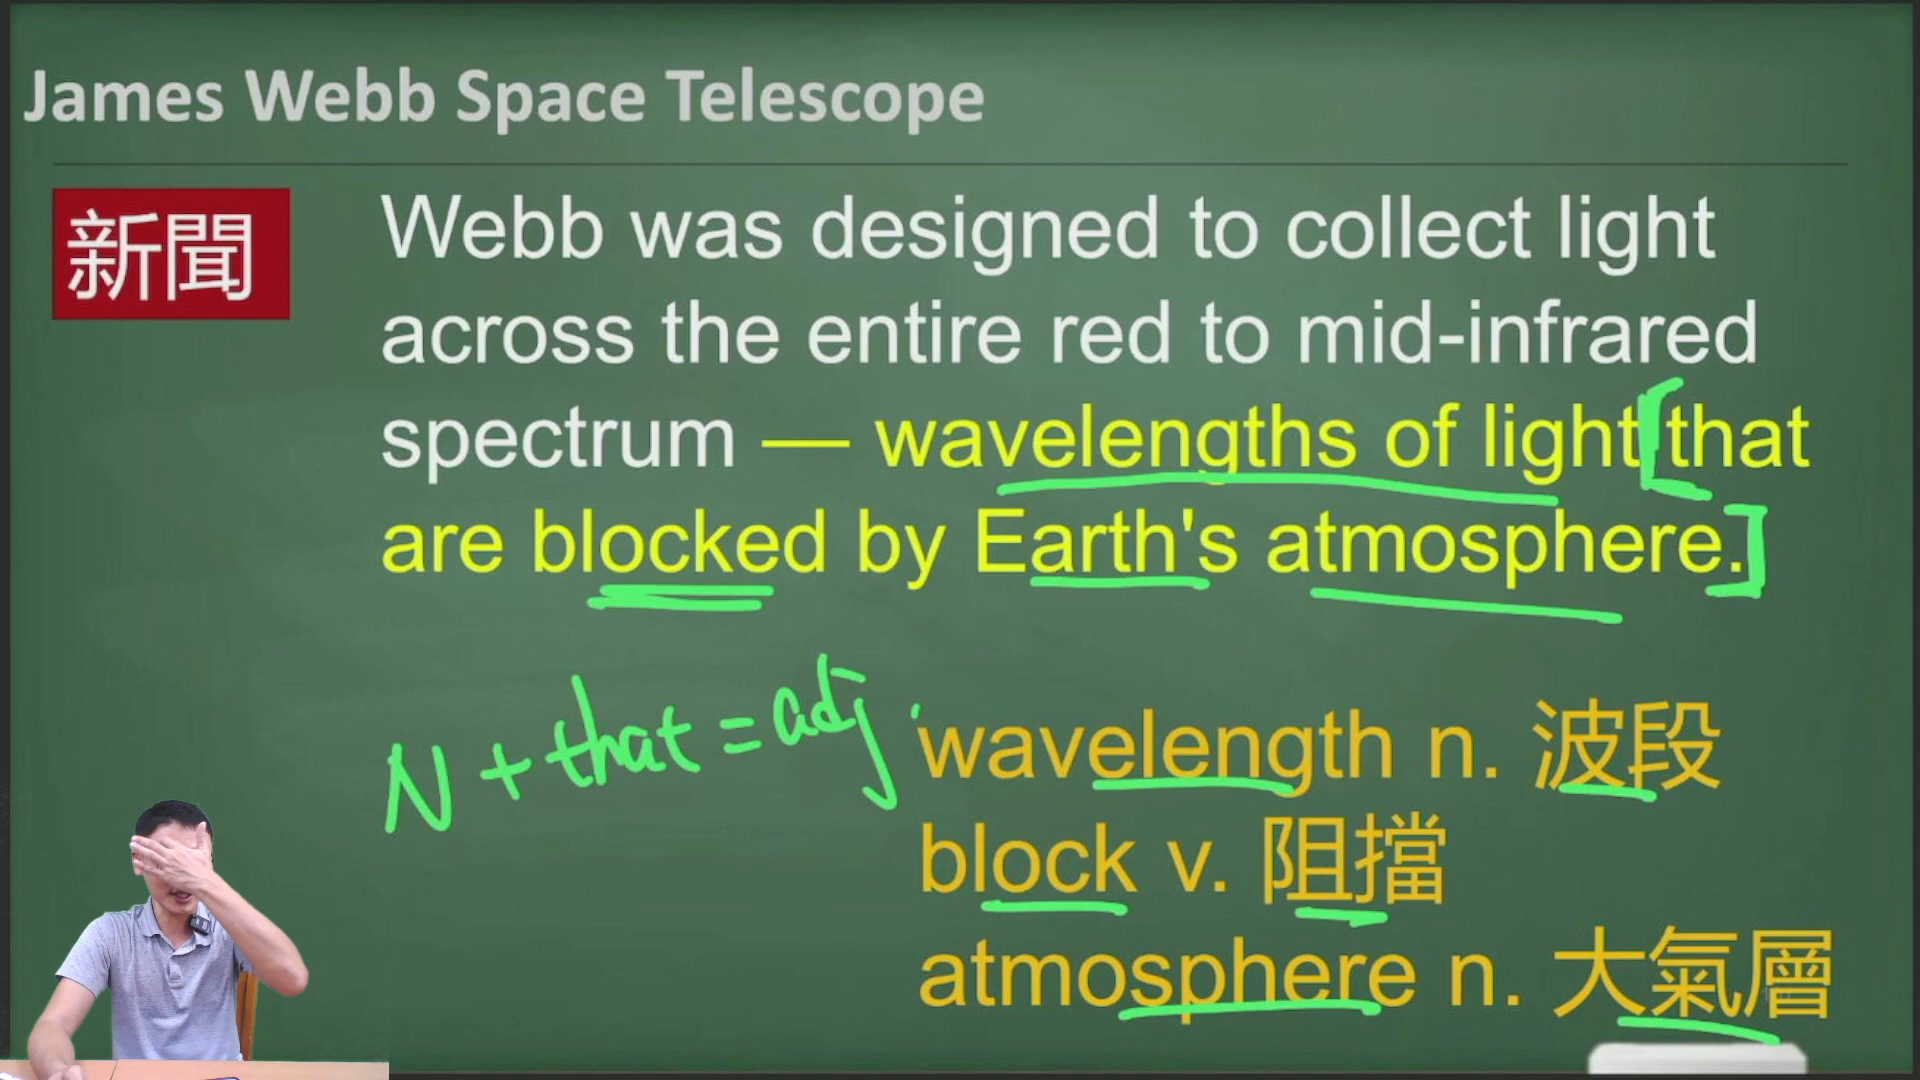 James Webb Space Telescope
新聞
Webb was designed to collect light
across the entire red to mid-infrared
spectrum — wavelengths of light [that
are blocked by Earth's atmosphere.]
N + that = adj.
wavelength n. 波段
block v. 阻擋
atmosphere n. 大氣層